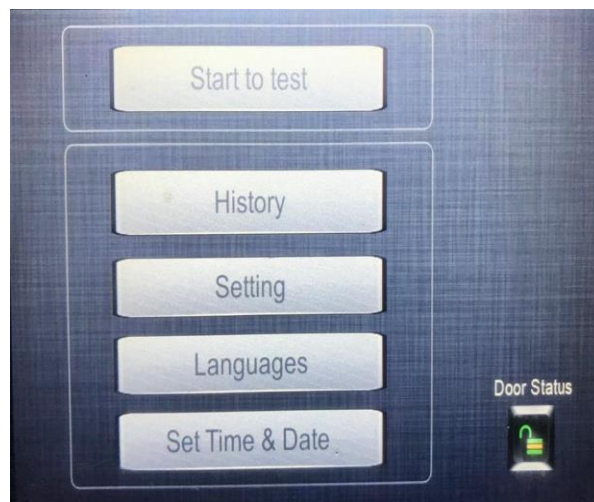 Start to test
History
Setting
Languages
Set Time & Date
Door Status